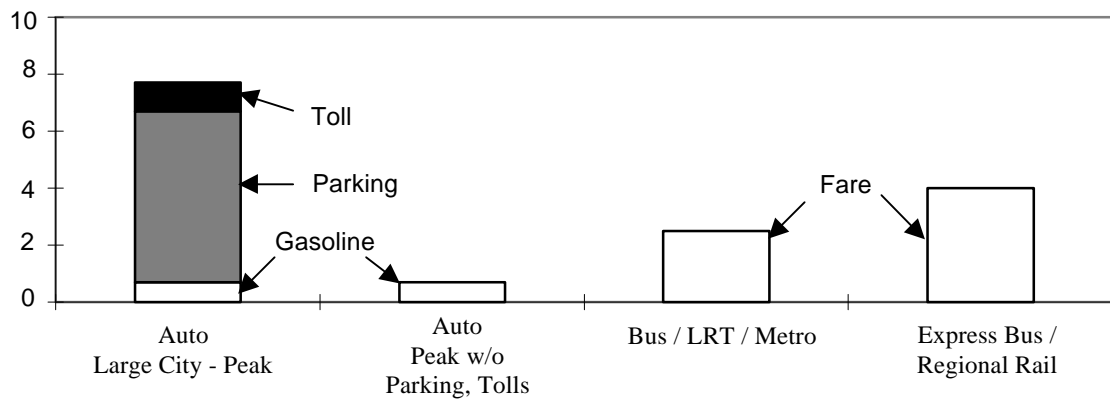 10
8
Toll
6
Parking
Fare
4
Gasoline
2
0
Auto
Large City - Peak
Auto
Peak w/o
Parking, Tolls
Bus / LRT / Metro
Express Bus /
Regional Rail